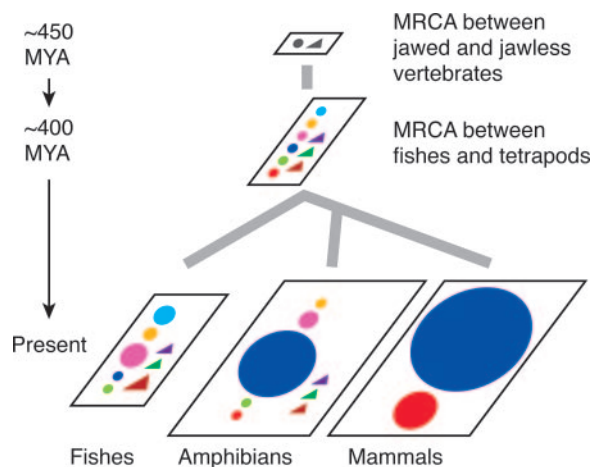 ~450
MYA
MRCA between
jawed and jawless
vertebrates
~400
MYA
MRCA between
fishes and tetrapods
Present
Fishes
Amphibians
Mammals